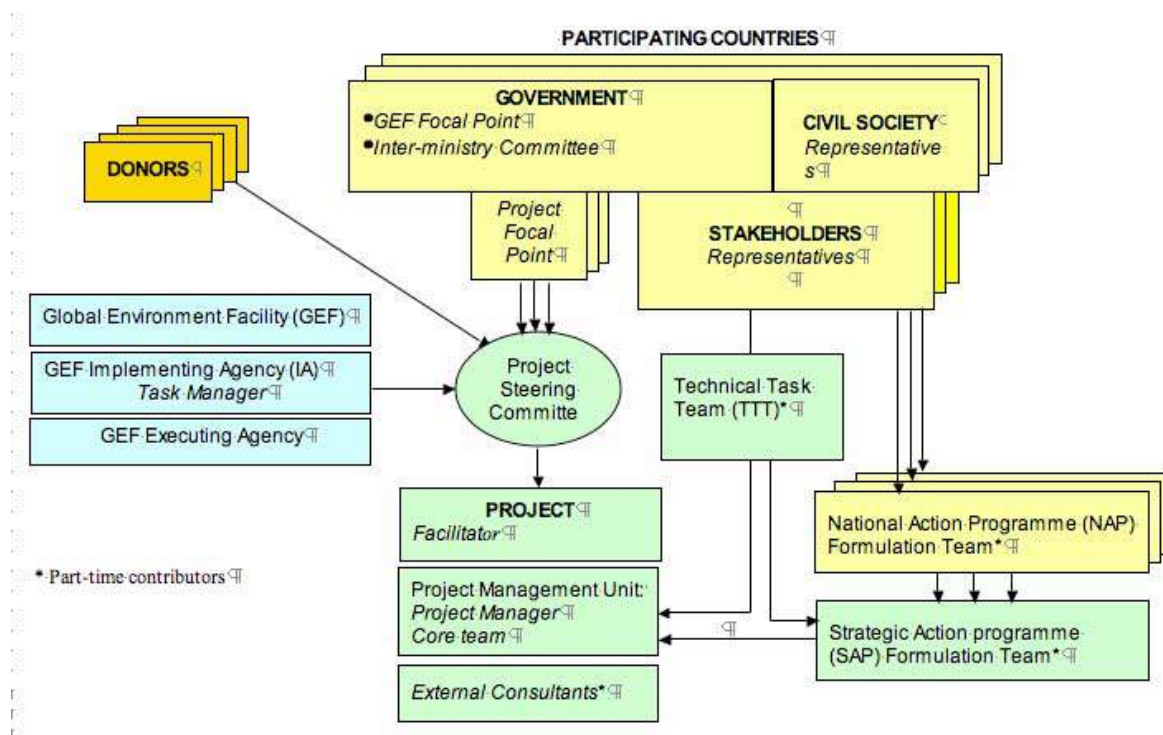 PARTICIPATING COUNTRIES¶
GOVERNMENT¶
•GEF Focal Point¶
•Inter-ministry Committee¶
CIVIL SOCIETY¶
Representative
s¶
DONORS¶
Project
Focal
Point¶
¶
STAKEHOLDERS¶
Representatives¶
¶
Global Environment Facility (GEF)¶
GEF Implementing Agency (IA)¶
Task Manager¶
GEF Executing Agency¶
Project
Steering
Committe
Technical Task
Team (TTT)*¶
PROJECT¶
Facilitator¶
National Action Programme (NAP)
Formulation Team*¶
* Part-time contributors¶
Project Management Unit:
Project Manager¶
Core team¶
¶
Strategic Action programme
(SAP) Formulation Team*¶
External Consultants*¶